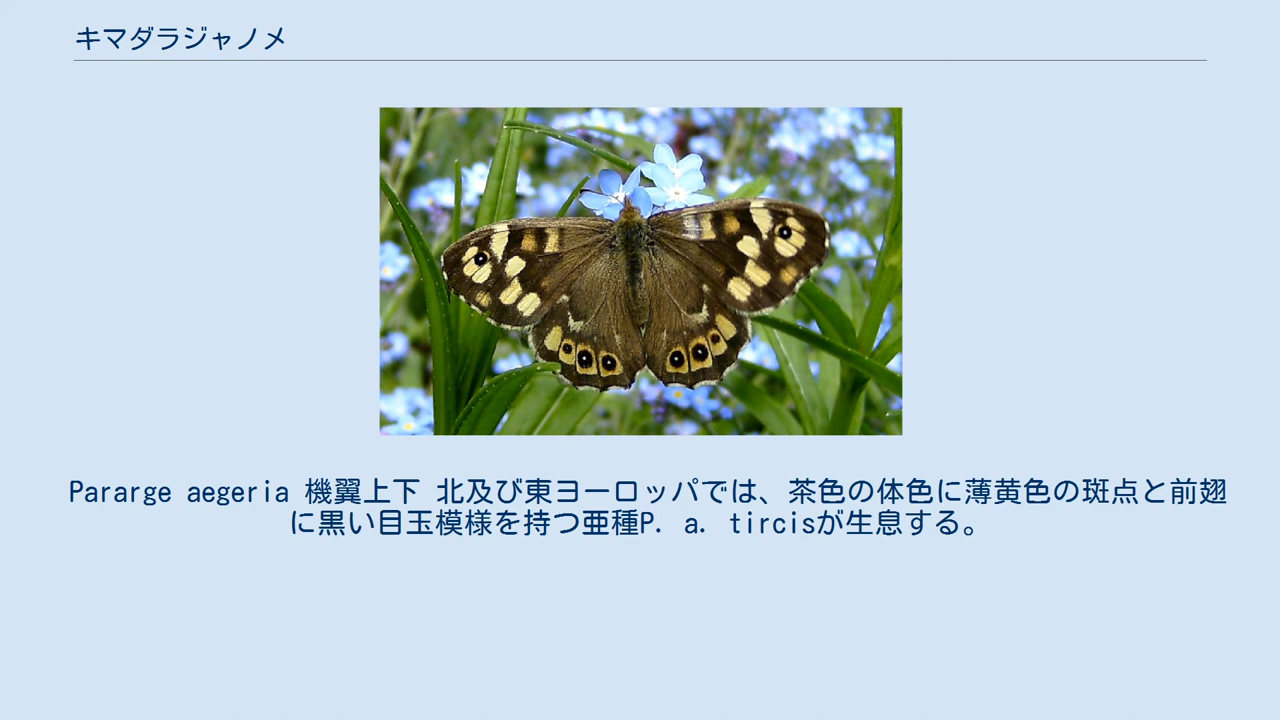 キマダラジャノメ
Pararge aegeria 機翼上下 北及び東ヨーロッパでは、茶色の体色に薄黄色の斑点と前翅
に黒い目玉模様を持つ亜種P. a. tircisが生息する。